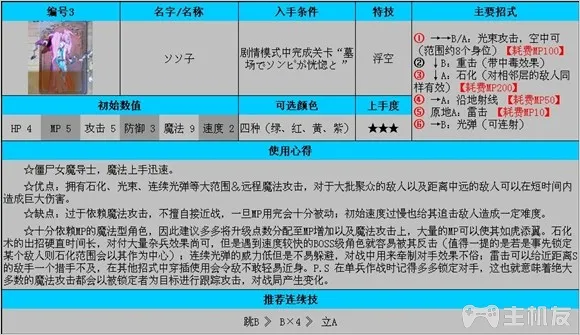 编号3 名字/名称 入手条件 特技 主要招式
ソソ子 剧情模式中完成关卡“墓场でゾンビが恍惚と” 浮空
①→→B/A：光束攻击，空中可(范围约8个身位)【耗费MP100】
②↓B：重击（带中毒效果）
③↓A：石化（对相邻层的敌人同样有效）【耗费MP200】
④→A：沿地射线【耗费MP50】
⑤原地A：雷击【耗费MP10】
⑥→B：光弹（可连射）
初始数值 可选颜色 上手度
HP 4 MP 5 攻击 5 防御 3 魔法 9 速度 2 四种（绿、红、黄、紫） ★★★
使用心得
☆僵尸女魔导士，魔法上手迅速。
☆优点：拥有石化、光束、连续光弹等大范围&远程魔法攻击，对于大批聚众的敌人以及距离中远的敌人可以在短时间内
造成巨大伤害。
☆缺点：过于依赖魔法攻击，不擅自接近战，一旦MP用完会十分被动；初始速度过慢也给其追击敌人造成一定难度。
☆十分依赖MP的魔法型角色，因此建议多多将升级点数分配至MP增加以及魔法攻击上，大量的MP可以使其如虎添翼。石化
术的出招硬直时间长，对付大量杂兵效果尚可，但是遇到速度较快的BOSS级角色就容易被其反击（值得一提的是若是事先锁定
某个敌人则石化范围会以其作为中心）；连续光弹的威力低但是不易躲避，对战中用来牵制对手效果不俗；雷击可以给近距离S
的敌手一个措手不及，在其他招式中穿插使用会令敌不敢轻易近身。P.S 在单兵作战时记得多多锁定对手，这也就意味着绝大
多数的魔法攻击都会以被锁定者为目标进行跟踪攻击，对战局产生变化。
推荐连续技
跳B 》 B×4 》 立A
主机友